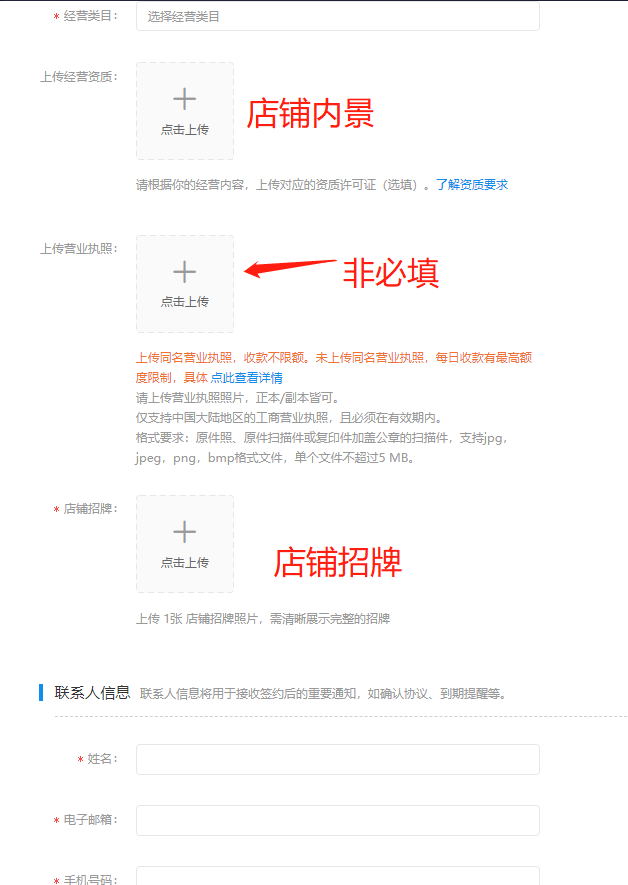 * 经营类目： 选择经营类目
上传经营资质：
点击上传
店铺内景
请根据你的经营内容，上传对应的资质许可证（选填）。了解资质要求
上传营业执照：
点击上传
非必填
上传同名营业执照，收款不限额。未上传同名营业执照，每日收款有最高额
度限制，具体 点此查看详情
请上传营业执照照片，正本/副本皆可。
仅支持中国大陆地区的工商营业执照，且必须在有效期内。
格式要求：原件照、原件扫描件或复印件加盖公章的扫描件，支持jpg，
jpeg，png，bmp格式文件，单个文件不超过5 MB。
* 店铺招牌：
点击上传
店铺招牌
上传 1张 店铺招牌照片，需清晰展示完整的招牌
联系人信息 联系人信息将用于接收签约后的重要通知，如确认协议、到期提醒等。
* 姓名：
* 电子邮箱：
* 手机号码：